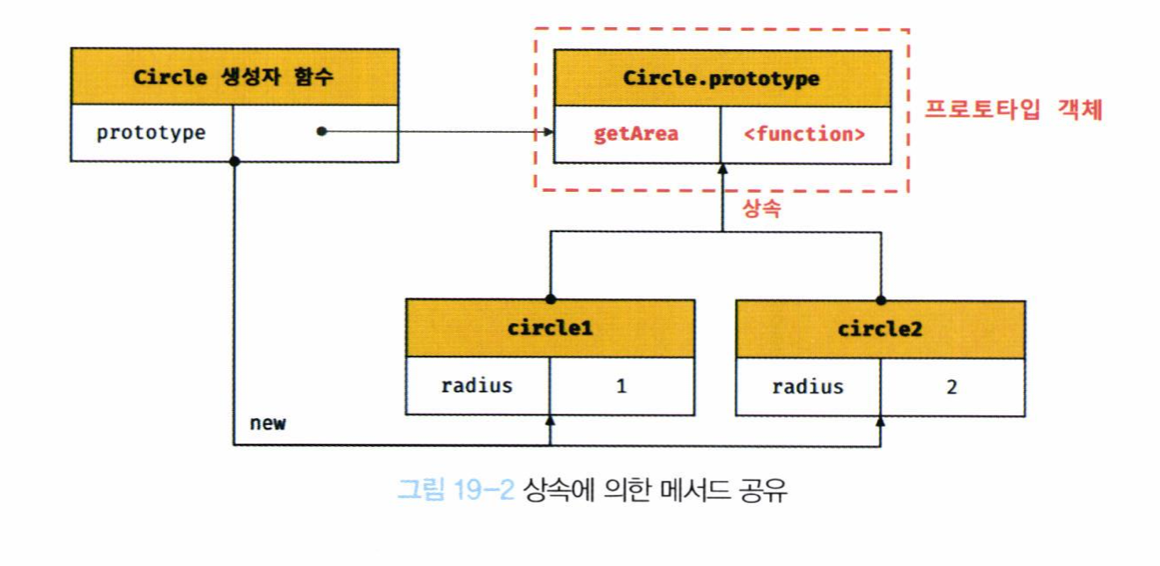 Circle 생성자 함수
prototype
Circle.prototype
getArea <function>
프로토타입 객체
상속
circle1
radius 1
circle2
radius 2
new
그림 19-2 상속에 의한 메서드 공유